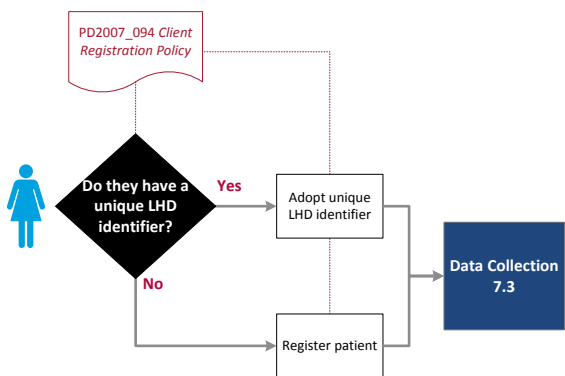 PD2007_094 Client
Registration Policy
Do they have a
unique LHD
identifier?
Yes
Adopt unique
LHD identifier
Data Collection
7.3
No
Register patient